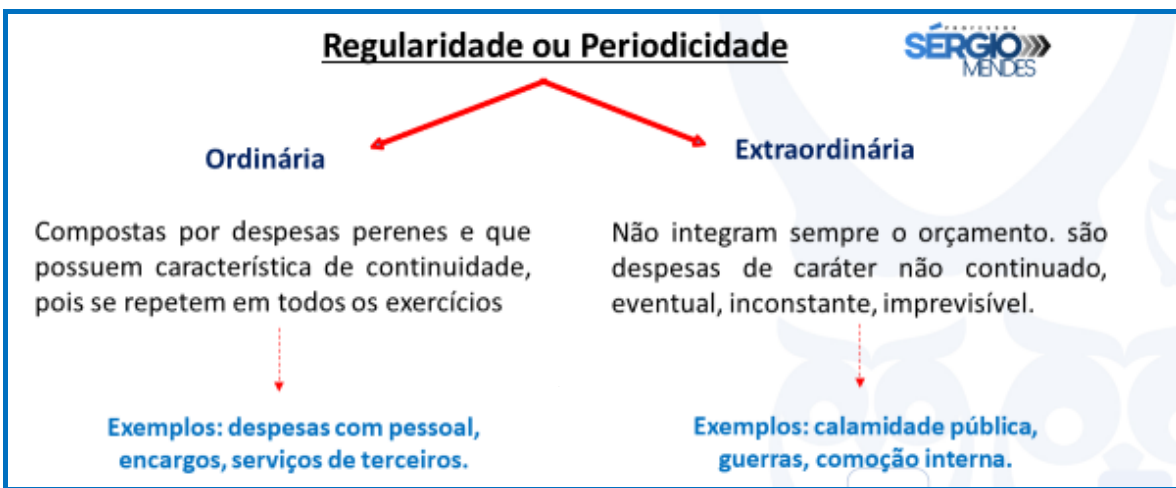 Regularidade ou Periodicidade
PROFESSOR
SÉRGIO
MENDES
Ordinária
Compostas por despesas perenes e que
possuem característica de continuidade,
pois se repetem em todos os exercícios
Exemplos: despesas com pessoal,
encargos, serviços de terceiros.
Extraordinária
Não integram sempre o orçamento. são
despesas de caráter não continuado,
eventual, inconstante, imprevisível.
Exemplos: calamidade pública,
guerras, comoção interna.